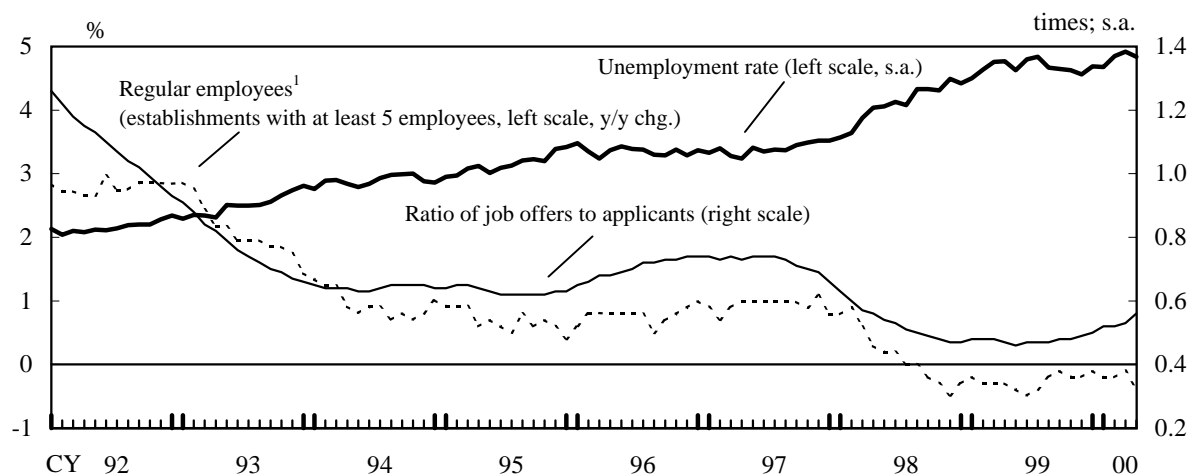 % times; s.a.
5 1.4
Unemployment rate (left scale, s.a.)
Regular employees1
(establishments with at least 5 employees, left scale, y/y chg.)
4 1.2
3 1.0
Ratio of job offers to applicants (right scale)
2 0.8
1 0.6
0 0.4
-1 0.2
CY 92 93 94 95 96 97 98 99 00